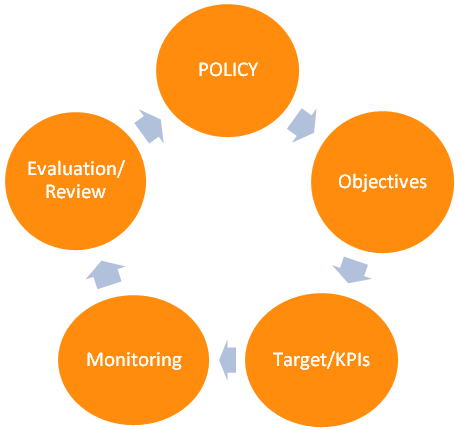 POLICY
Objectives
Target/KPIs
Monitoring
Evaluation/
Review